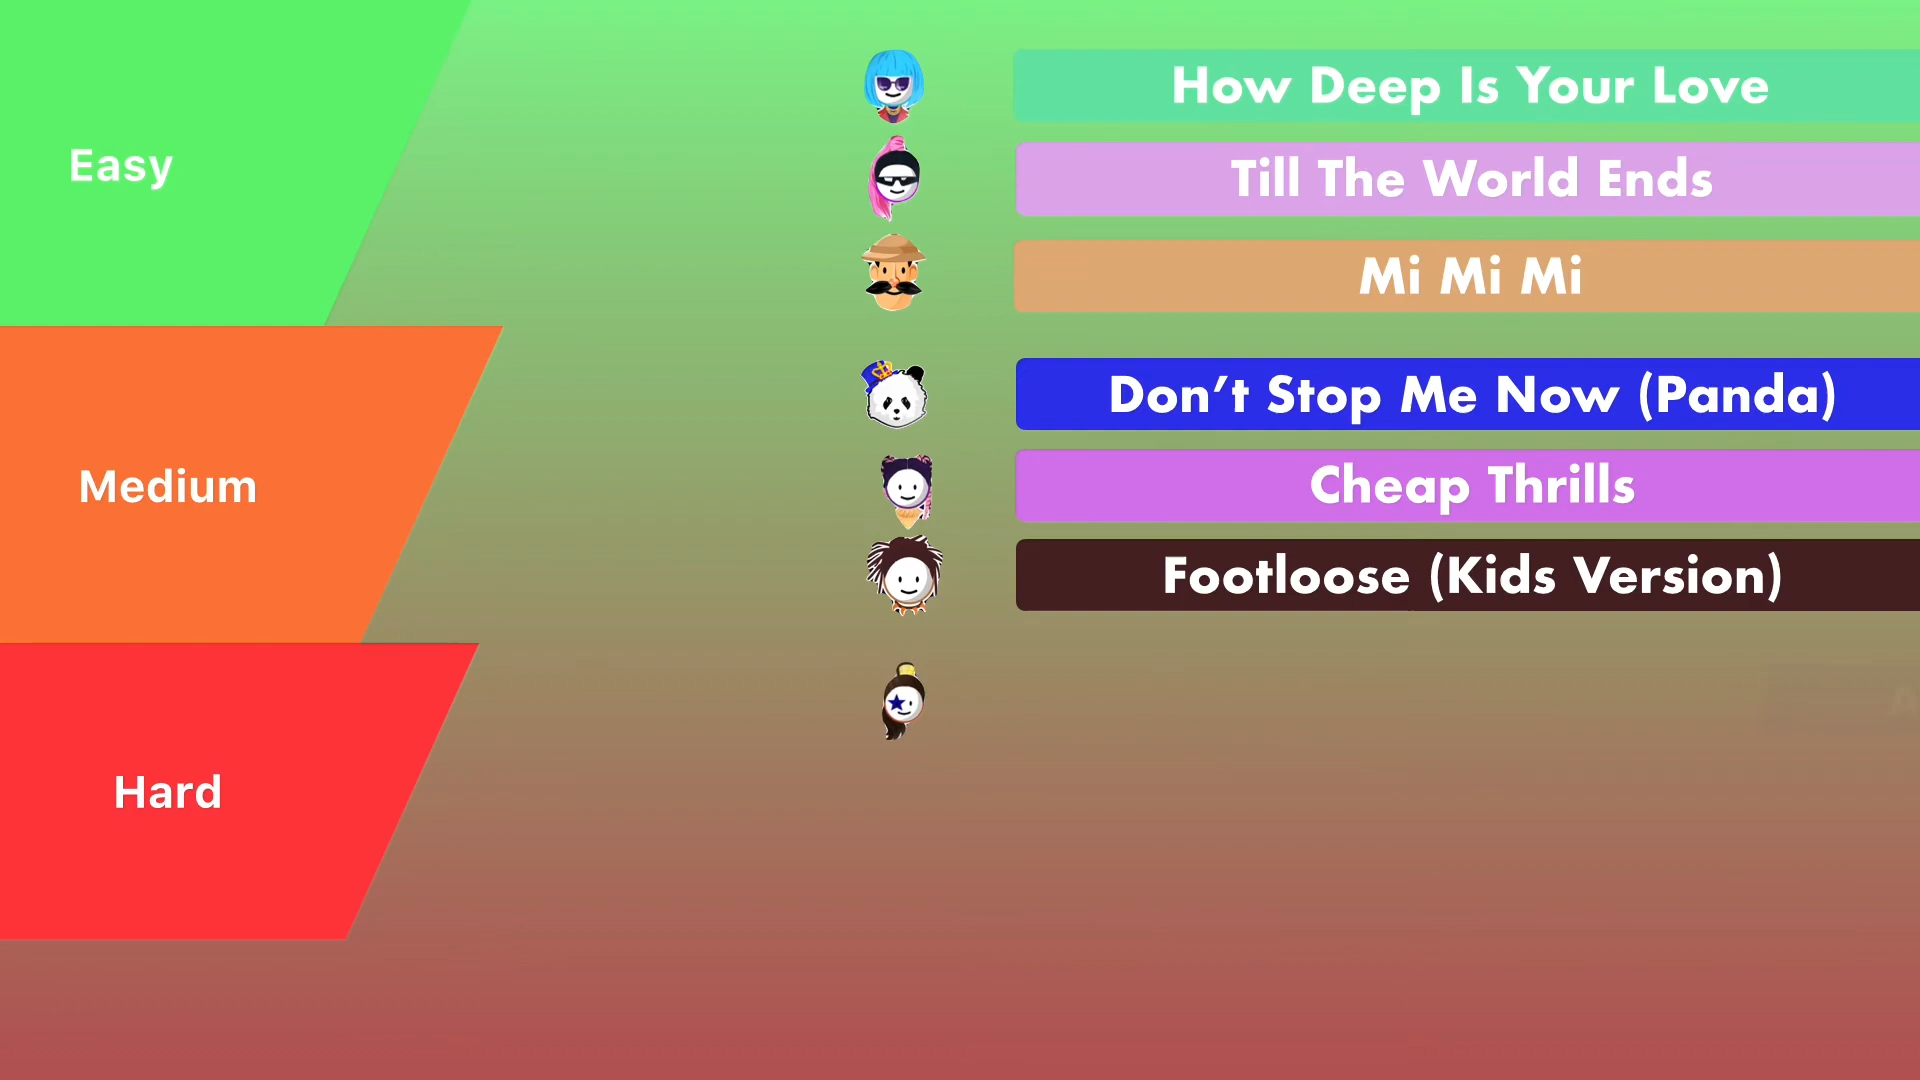 Easy
How Deep Is Your Love
Till The World Ends
Mi Mi Mi
Medium
Don’t Stop Me Now (Panda)
Cheap Thrills
Footloose (Kids Version)
Hard